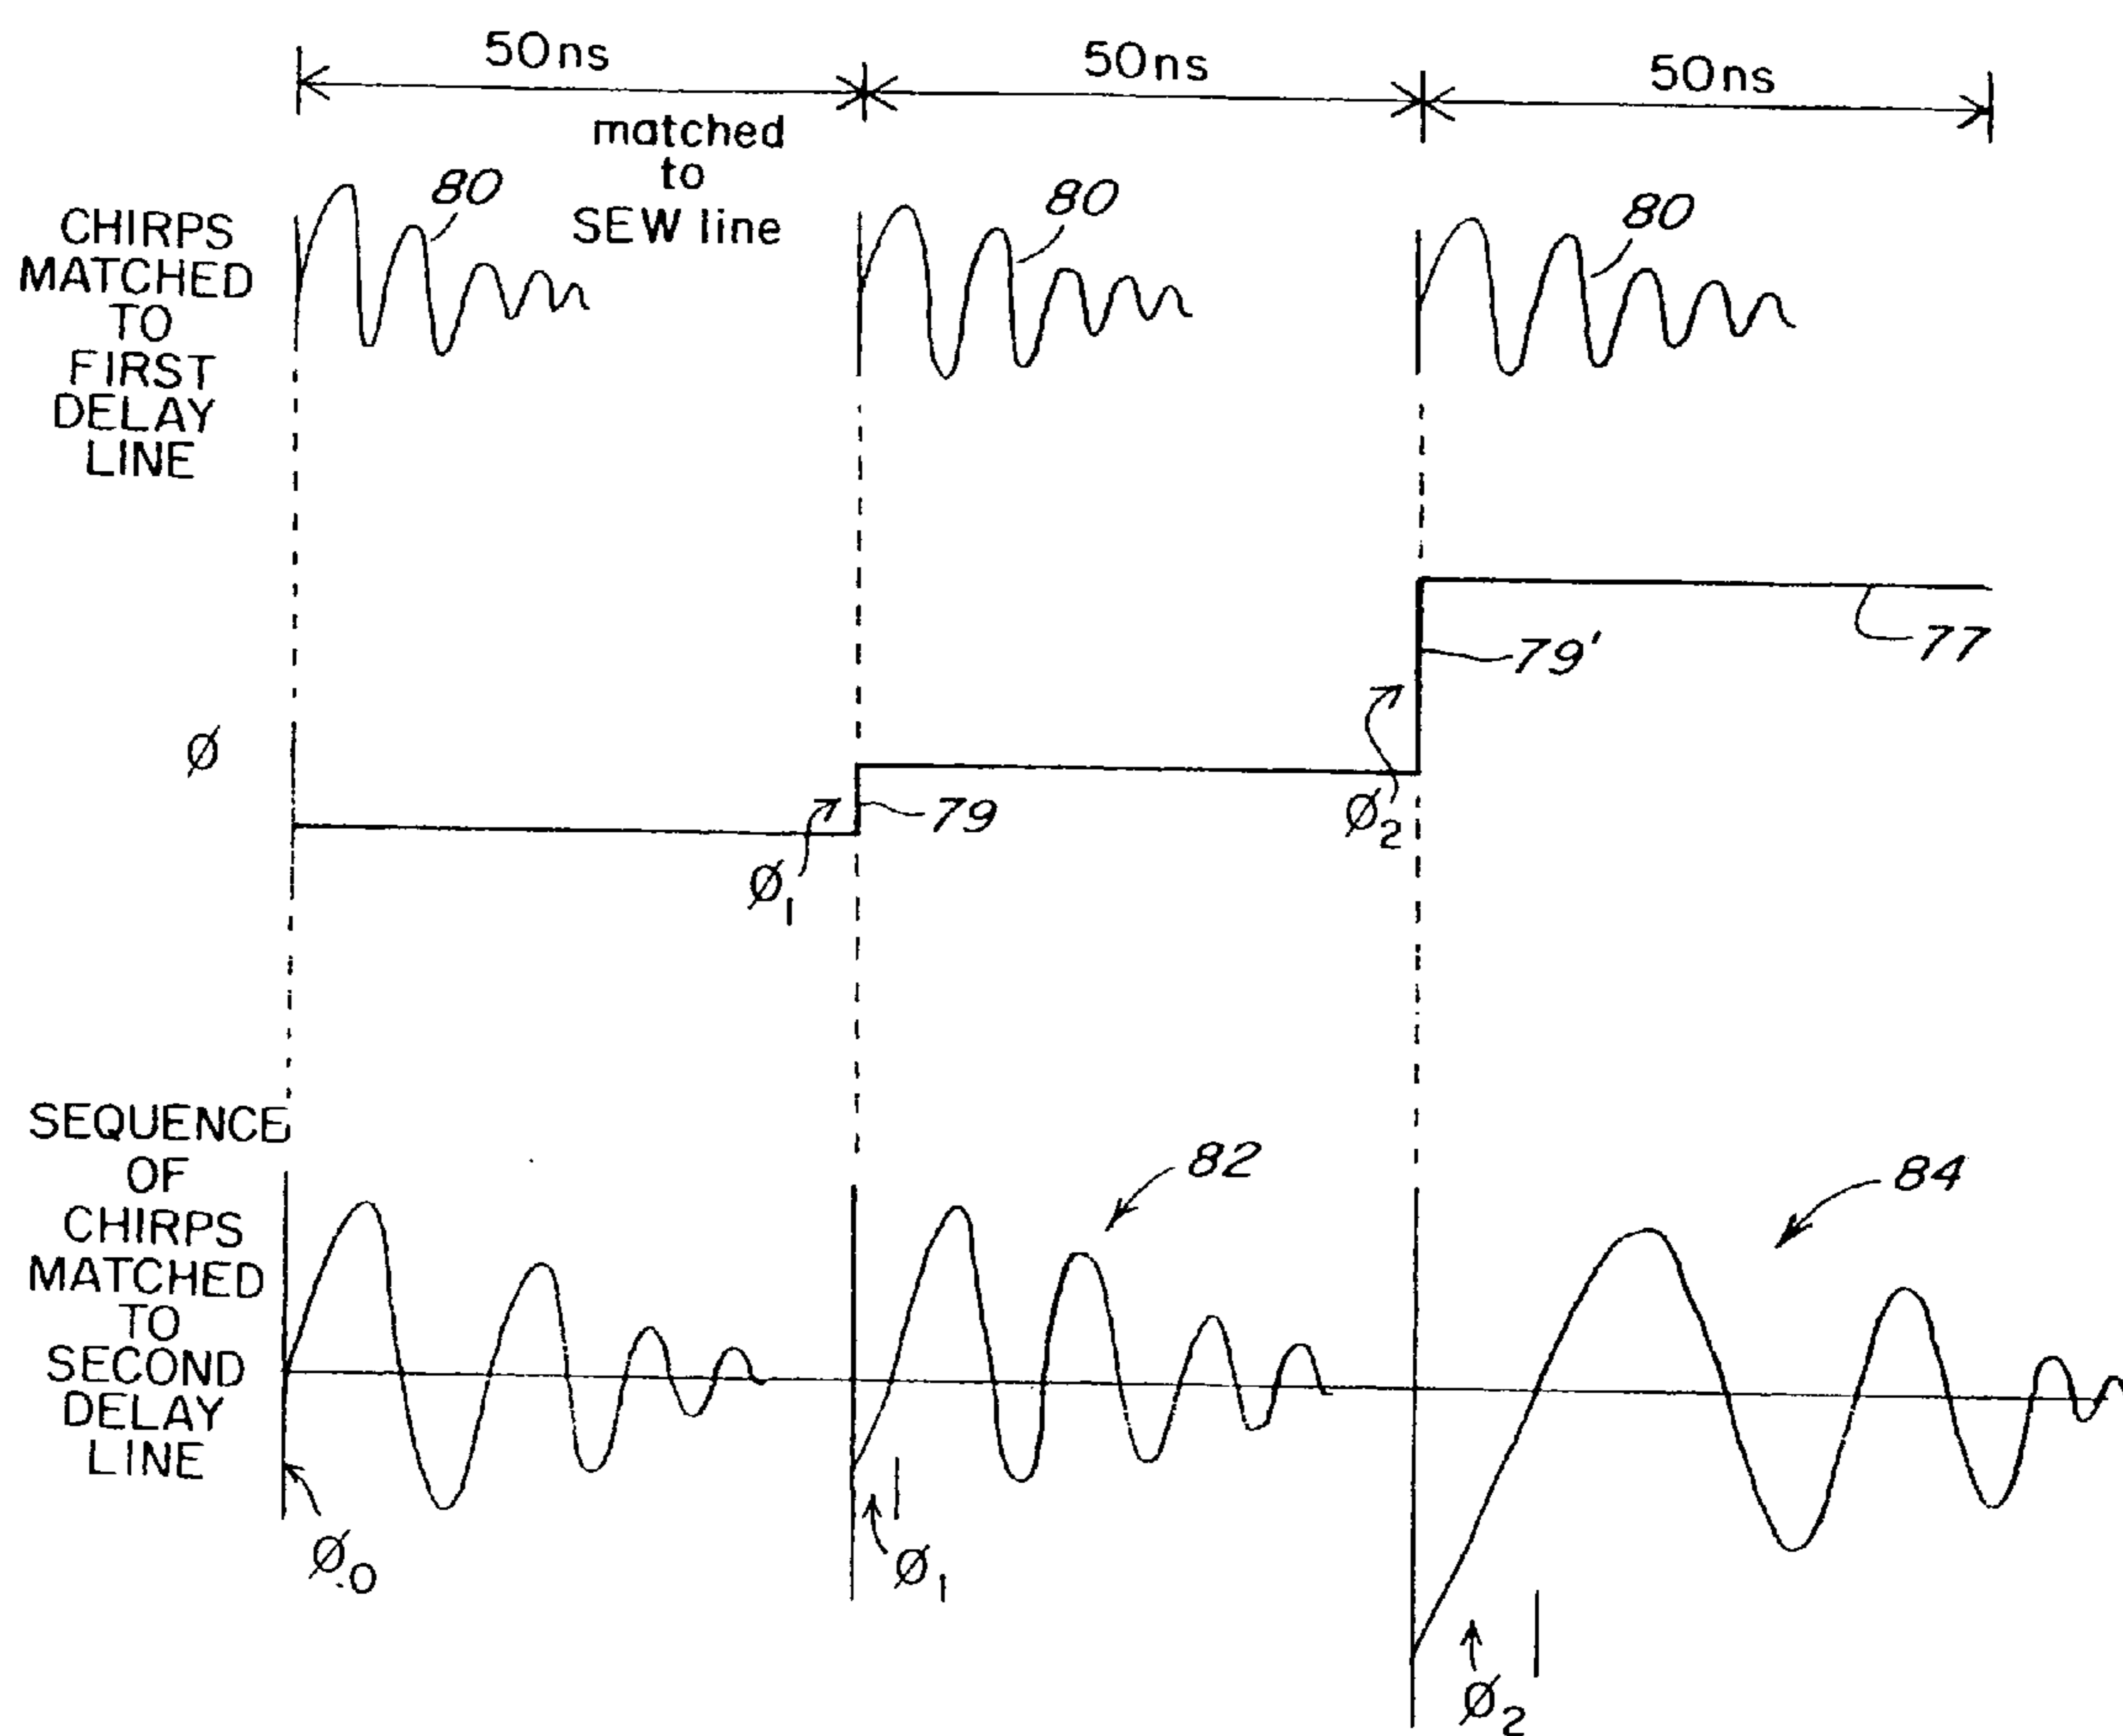 50ns
50ns
50ns
matched
to
SEW line
80
80
80
CHIRPS
MATCHED
TO
FIRST
DELAY
LINE
79'
77
Ø
79
Ø1
Ø2
SEQUENCE
OF
CHIRPS
MATCHED
TO
SECOND
DELAY
LINE
82
84
Ø0
Ø1
Ø2